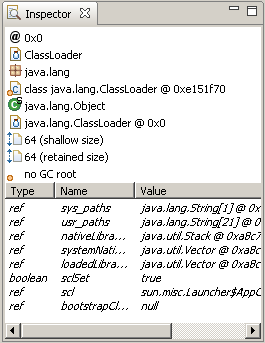 Inspector
@ 0x0
ClassLoader
java.lang
class java.lang.ClassLoader @ 0xe151f70
java.lang.Object
java.lang.ClassLoader @ 0x0
64 (shallow size)
64 (retained size)
no GC root
Type Name Value
ref sys_paths java.lang.String[1] @ 0x
ref usr_paths java.lang.String[21] @ 0x
ref nativeLibra... java.util.Stack @ 0xa8c7
ref systemNati... java.util.Vector @ 0xa8c
ref loadedLibra... java.util.Vector @ 0xa8c
boolean sclSet true
ref scl sun.misc.Launcher$AppC
ref bootstrapCl... null